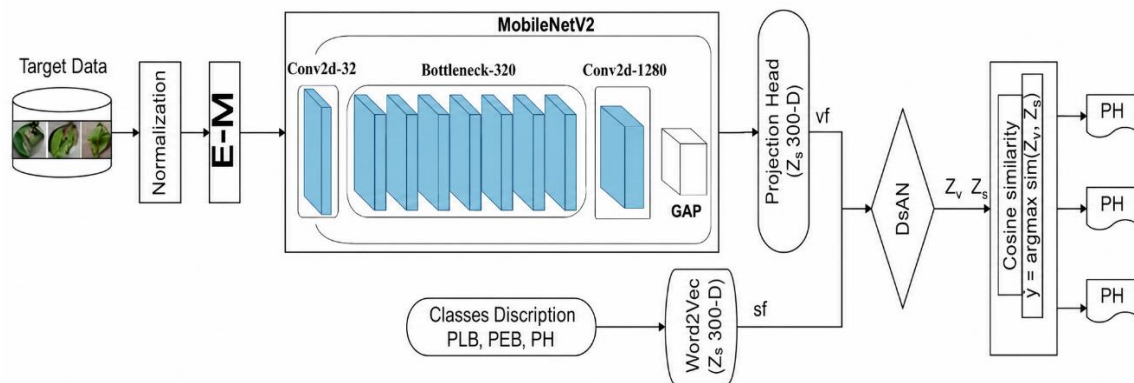 MobileNetV2
Target Data
Normalization
E-M
Conv2d-32
Bottleneck-320
Conv2d-1280
GAP
Projection Head
(Zs 300-D)
vf
Classes Discription
PLB, PEB, PH
Word2Vec
(Zs 300-D)
sf
DsAN
Zv Zs
Cosine similarity
ŷ = argmax sim(Zv, Zs)
PH
PH
PH